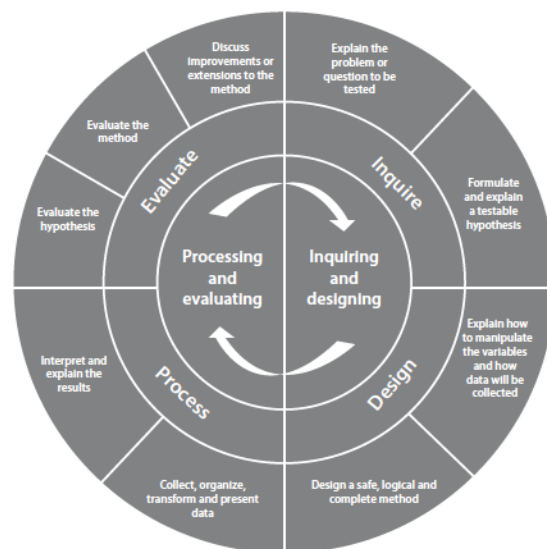 Discuss
improvements or
extensions to the
method
Explain the
problem or
question to be
tested
Evaluate the
method
Evaluate
Inquire
Formulate
and explain
a testable
hypothesis
Evaluate the
hypothesis
Processing
and
evaluating
Inquiring
and
designing
Interpret and
explain the
results
Process
Design
Explain how
to manipulate
the variables
and how
data will be
collected
Collect, organize,
transform and present
data
Design a safe, logical and
complete method